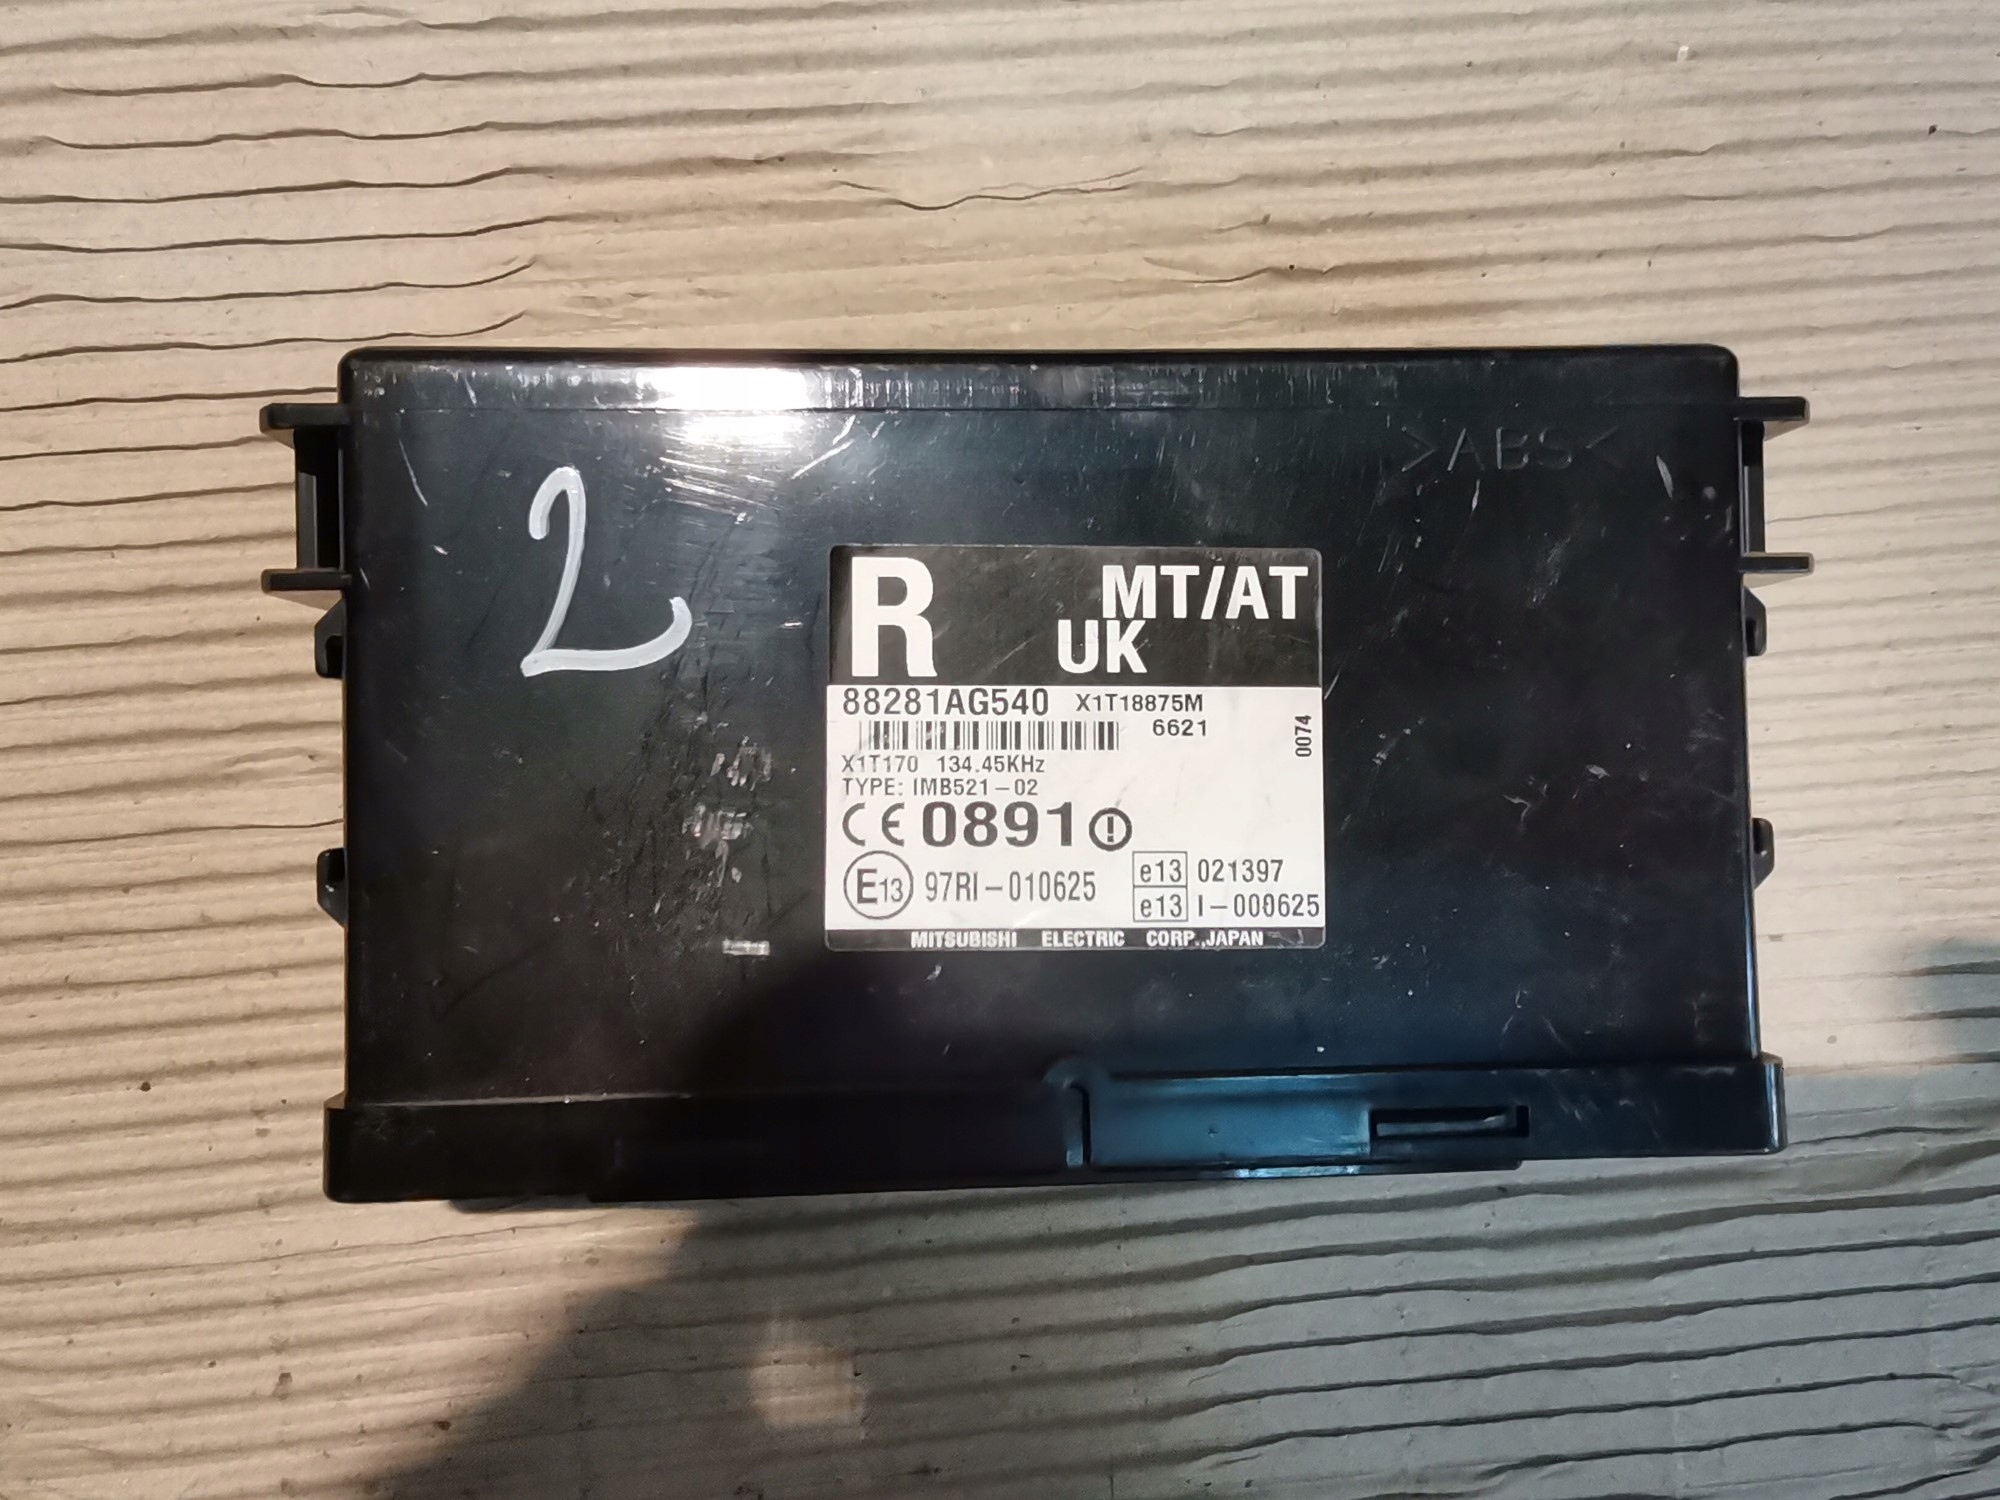 >ABS<
2
R MT/AT
UK
88281AG540 X1T18875M
6621
0074
X1T170 134.45KHz
TYPE: IMB521-02
CE 0891
E13 97RI-010625
e13 021397
e13 I-000625
MITSUBISHI ELECTRIC CORP.,JAPAN